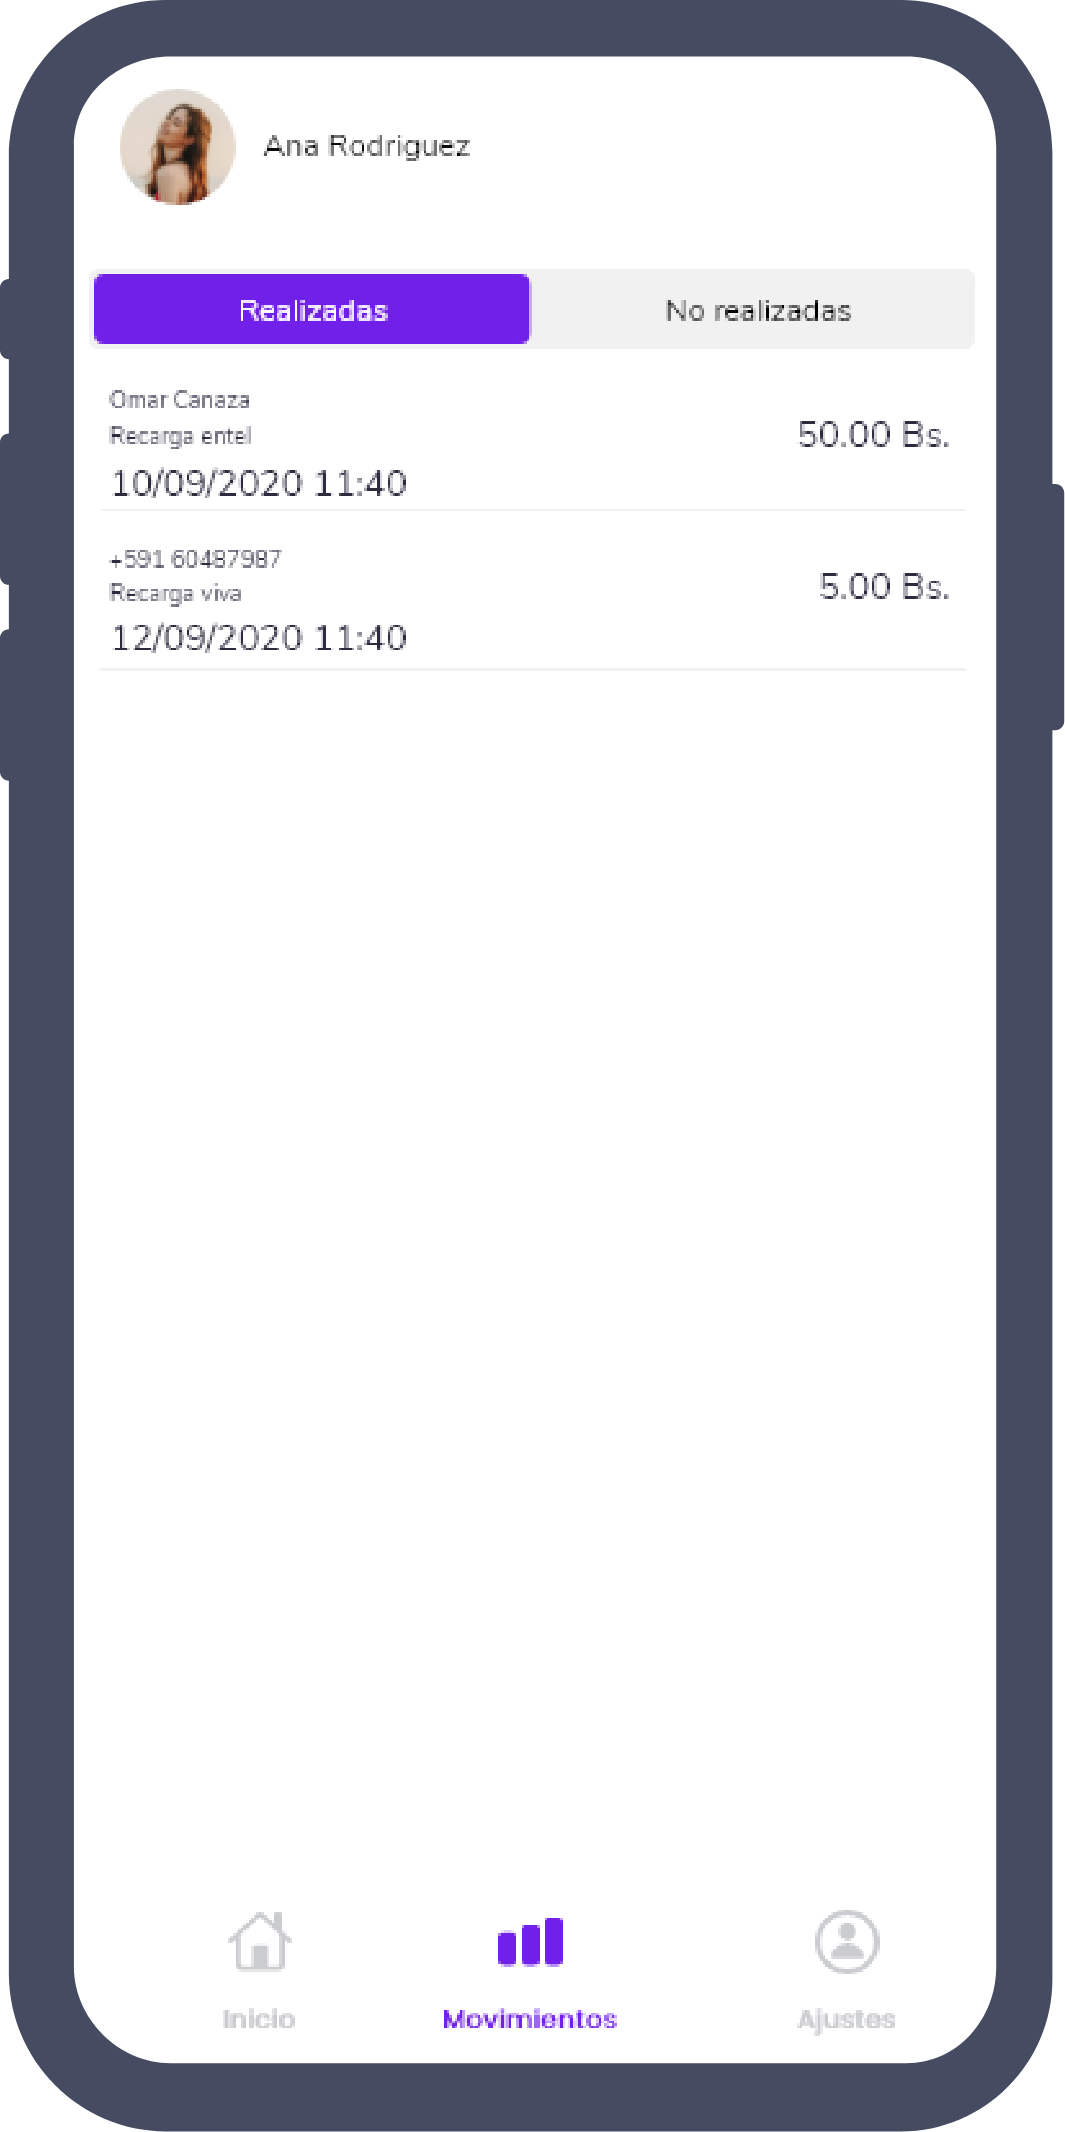 Ana Rodriguez
Realizadas
No realizadas
Omar Canaza
Recarga entel
50.00 Bs.
10/09/2020 11:40
+591 60487987
Recarga viva
5.00 Bs.
12/09/2020 11:40
Inicio
Movimientos
Ajustes